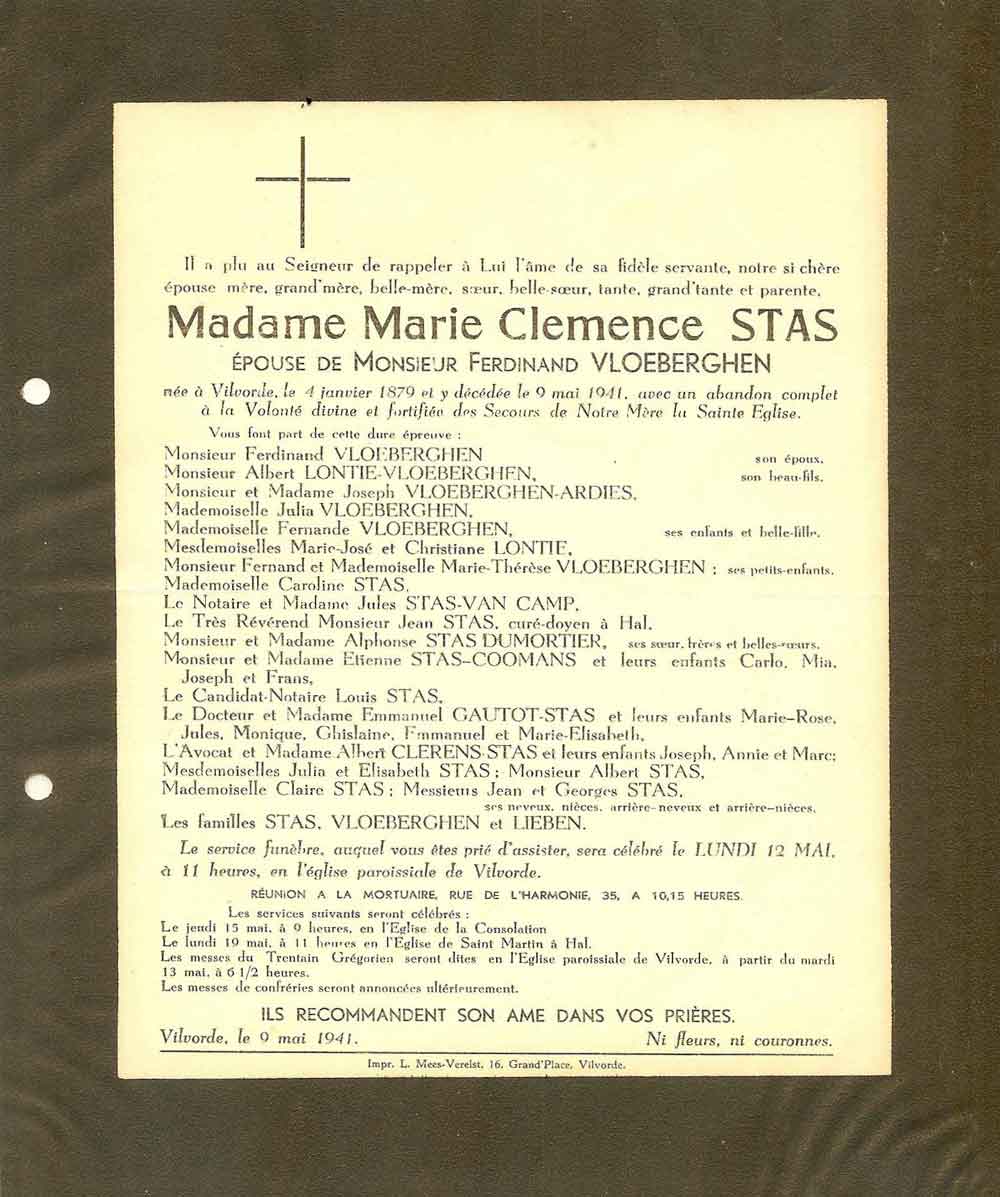 Il a plu au Seigneur de rappeler à Lui l'âme de sa fidèle servante, notre si chère
épouse mère, grand'mère, belle-mère, sœur, belle-sœur, tante, grand'tante et parente,
Madame Marie Clemence STAS
ÉPOUSE DE MONSIEUR FERDINAND VLOEBERGHEN
née à Vilvorde, le 4 janvier 1879 et y décédée le 9 mai 1941, avec un abandon complet
à la Volonté divine et fortifiée des Secours de Notre Mère la Sainte Eglise.
Vous font part de cette dure épreuve :
Monsieur Ferdinand VLOEBERGHEN son époux,
Monsieur Albert LONTIE-VLOEBERGHEN, son beau-fils,
Monsieur et Madame Joseph VLOEBERGHEN-ARDIES,
Mademoiselle Julia VLOEBERGHEN,
Mademoiselle Fernande VLOEBERGHEN, ses enfants et belle-fille,
Mesdemoiselles Marie-José et Christiane LONTIE,
Monsieur Fernand et Mademoiselle Marie-Thérèse VLOEBERGHEN ; ses petits-enfants,
Mademoiselle Caroline STAS,
Le Notaire et Madame Jules STAS-VAN CAMP,
Le Très Révérend Monsieur Jean STAS, curé-doyen à Hal,
Monsieur et Madame Alphonse STAS DUMORTIER, ses sœur, frères et belles-sœurs,
Monsieur et Madame Etienne STAS-COOMANS et leurs enfants Carlo, Mia,
Joseph et Frans,
Le Candidat-Notaire Louis STAS,
Le Docteur et Madame Emmanuel GAUTOT-STAS et leurs enfants Marie-Rose,
Jules, Monique, Ghislaine, Emmanuel et Marie-Elisabeth,
L'Avocat et Madame Albert CLERENS-STAS et leurs enfants Joseph, Annie et Marc;
Mesdemoiselles Julia et Elisabeth STAS ; Monsieur Albert STAS,
Mademoiselle Claire STAS ; Messieurs Jean et Georges STAS,
ses neveux, nièces, arrière-neveux et arrière-nièces,
Les familles STAS, VLOEBERGHEN et LIEBEN.
Le service funèbre, auquel vous êtes prié d'assister, sera célébré le LUNDI 12 MAI,
à 11 heures, en l'église paroissiale de Vilvorde.
RÉUNION A LA MORTUAIRE, RUE DE L'HARMONIE, 35, A 10,15 HEURES.
Les services suivants seront célébrés :
Le jeudi 15 mai, à 9 heures, en l'Eglise de la Consolation
Le lundi 19 mai, à 11 heures en l'Eglise de Saint Martin à Hal.
Les messes du Trentain Grégorien seront dites en l'Eglise paroissiale de Vilvorde, à partir du mardi
13 mai, à 6 1/2 heures.
Les messes de confréries seront annoncées ultérieurement.
ILS RECOMMANDENT SON AME DANS VOS PRIÈRES.
Vilvorde, le 9 mai 1941. Ni fleurs, ni couronnes.
Impr. L. Mees-Verelst, 16, Grand'Place, Vilvorde.